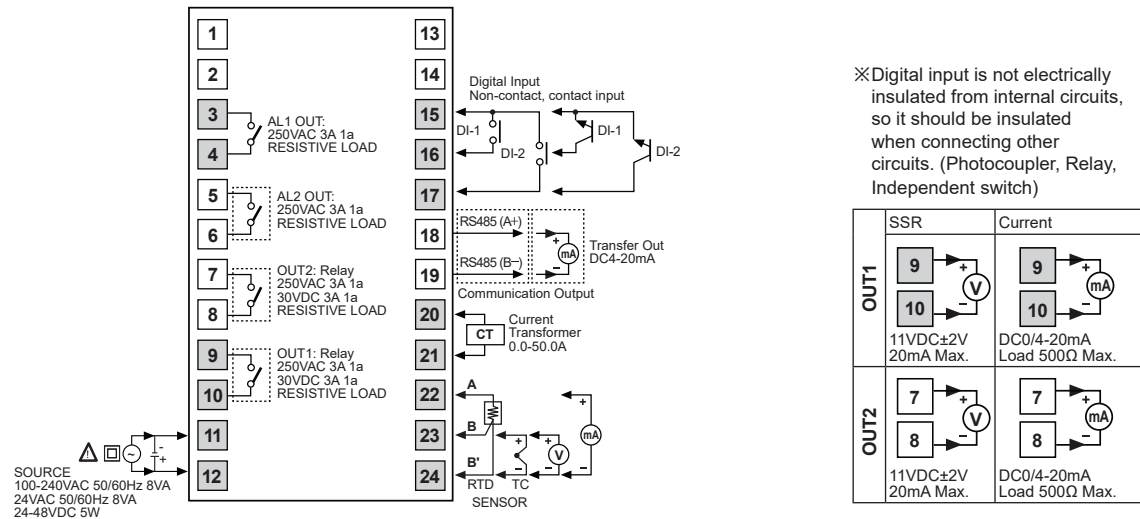 1
2
3
4
5
6
7
8
9
10
11
12
13
14
15
16
17
18
19
20
21
22
23
24
AL1 OUT:
250VAC 3A 1a
RESISTIVE LOAD
AL2 OUT:
250VAC 3A 1a
RESISTIVE LOAD
OUT2: Relay
250VAC 3A 1a
30VDC 3A 1a
RESISTIVE LOAD
OUT1: Relay
250VAC 3A 1a
30VDC 3A 1a
RESISTIVE LOAD
~
-
+
SOURCE
100-240VAC 50/60Hz 8VA
24VAC 50/60Hz 8VA
24-48VDC 5W
Digital Input
Non-contact, contact input
DI-1
DI-2
DI-1
DI-2
RS485 (A+)
RS485 (B−)
+
mA
−
Transfer Out
DC4-20mA
Communication Output
CT
Current
Transformer
0.0-50.0A
A
B
B'
RTD
+
−
TC
+
V
−
+
mA
−
SENSOR
※Digital input is not electrically
insulated from internal circuits,
so it should be insulated
when connecting other
circuits. (Photocoupler, Relay,
Independent switch)
SSR
Current
OUT1
9
10
+
V
−
11VDC±2V
20mA Max.
9
10
+
mA
−
DC0/4-20mA
Load 500Ω Max.
OUT2
7
8
+
V
−
11VDC±2V
20mA Max.
7
8
+
mA
−
DC0/4-20mA
Load 500Ω Max.